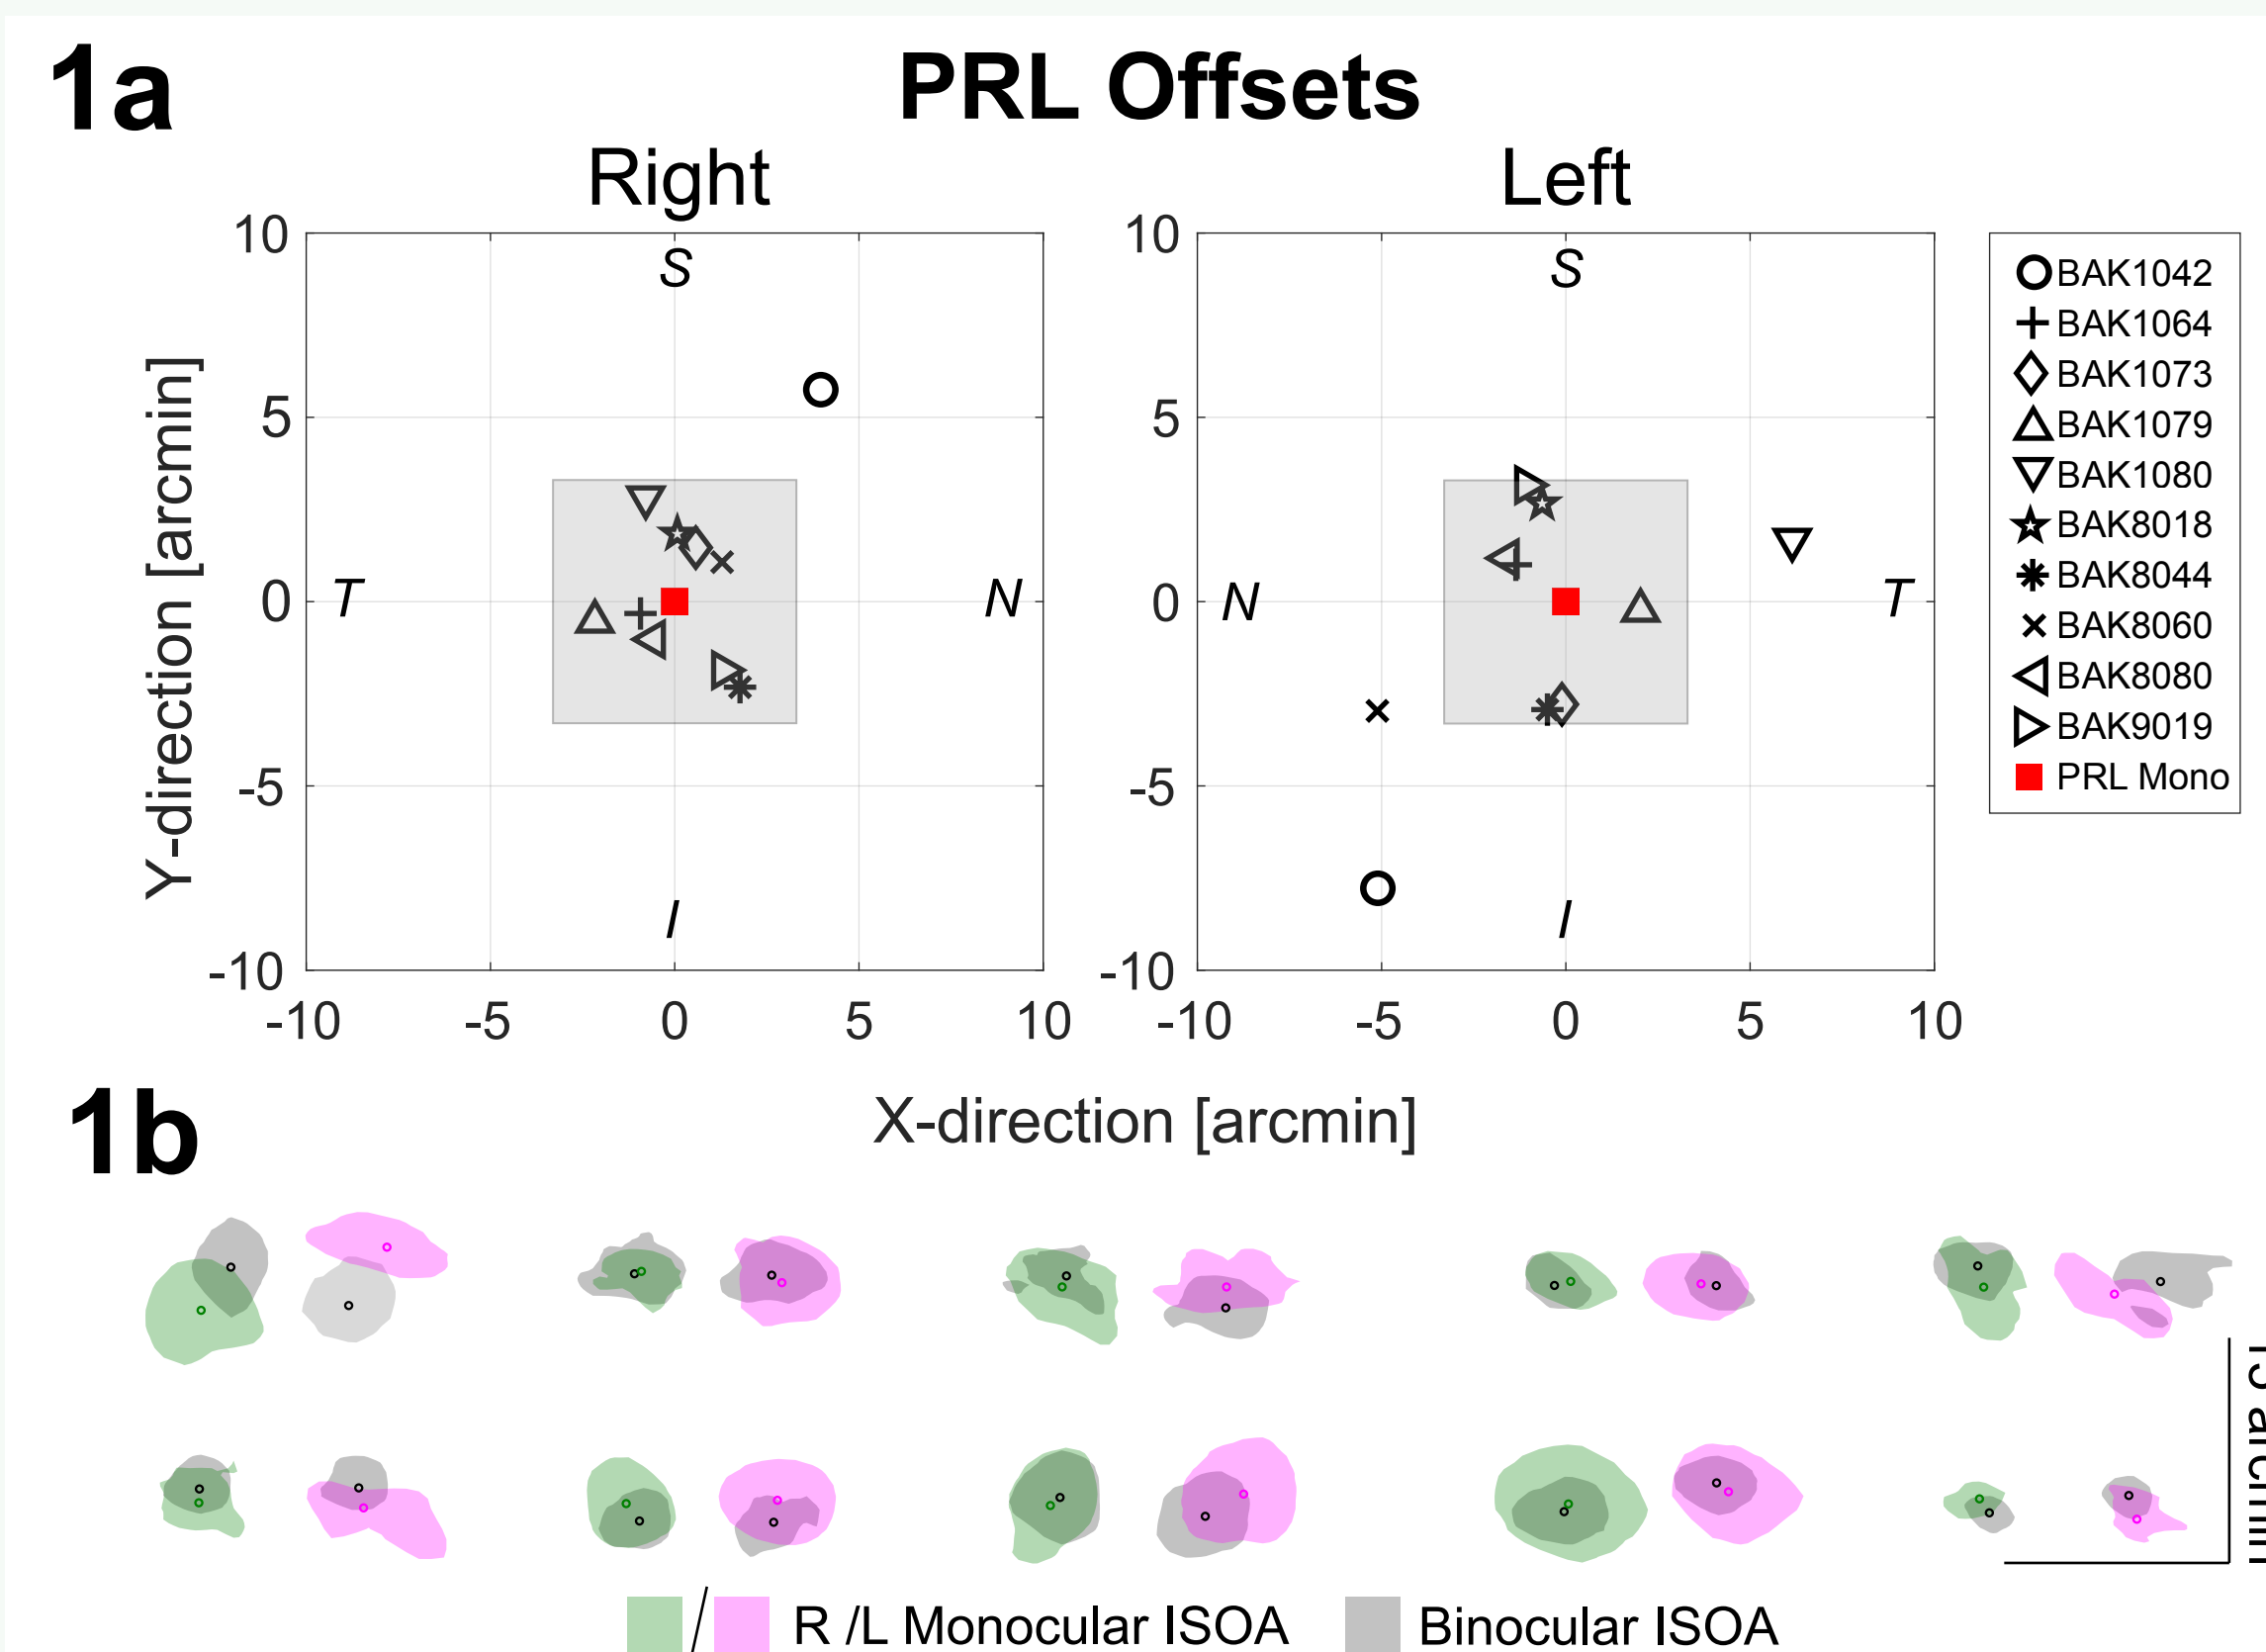 1a
PRL Offsets
Right
Left
10
5
0
-5
-10
Y-direction [arcmin]
S
T
N
I
-10
-5
0
5
10
10
5
0
-5
-10
S
N
T
I
-10
-5
0
5
10
BAK1042
BAK1064
BAK1073
BAK1079
BAK1080
BAK8018
BAK8044
BAK8060
BAK8080
BAK9019
PRL Mono
X-direction [arcmin]
1b
15 arcmin
R /L Monocular ISOA
Binocular ISOA